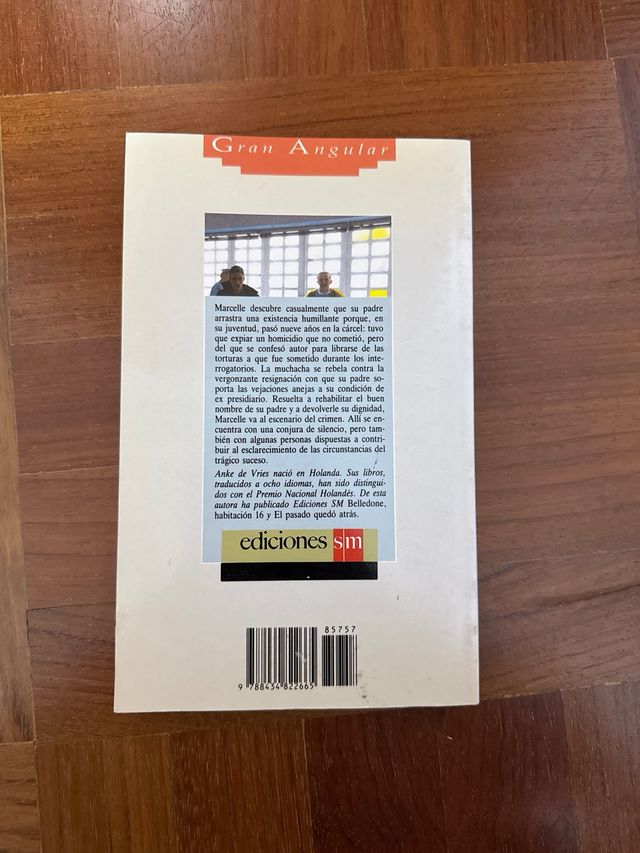 Gran Angular
Marcelle descubre casualmente que su padre
arrastra una existencia humillante porque, en
su juventud, pasó nueve años en la cárcel: tuvo
que expiar un homicidio que no cometió, pero
del que se confesó autor para librarse de las
torturas a que fue sometido durante los inte-
rrogatorios. La muchacha se rebela contra la
vergonzante resignación con que su padre so-
porta las vejaciones anejas a su condición de
ex presidiario. Resuelta a rehabilitar el buen
nombre de su padre y a devolverle su dignidad,
Marcelle va al escenario del crimen. Allí se en-
cuentra con una conjura de silencio, pero tam-
bién con algunas personas dispuestas a contri-
buir al esclarecimiento de las circunstancias del
trágico suceso.
Anke de Vries nació en Holanda. Sus libros,
traducidos a ocho idiomas, han sido distingui-
dos con el Premio Nacional Holandés. De esta
autora ha publicado Ediciones SM Belledone,
habitación 16 y El pasado quedó atrás.
ediciones sm
85757
9 788434 822665